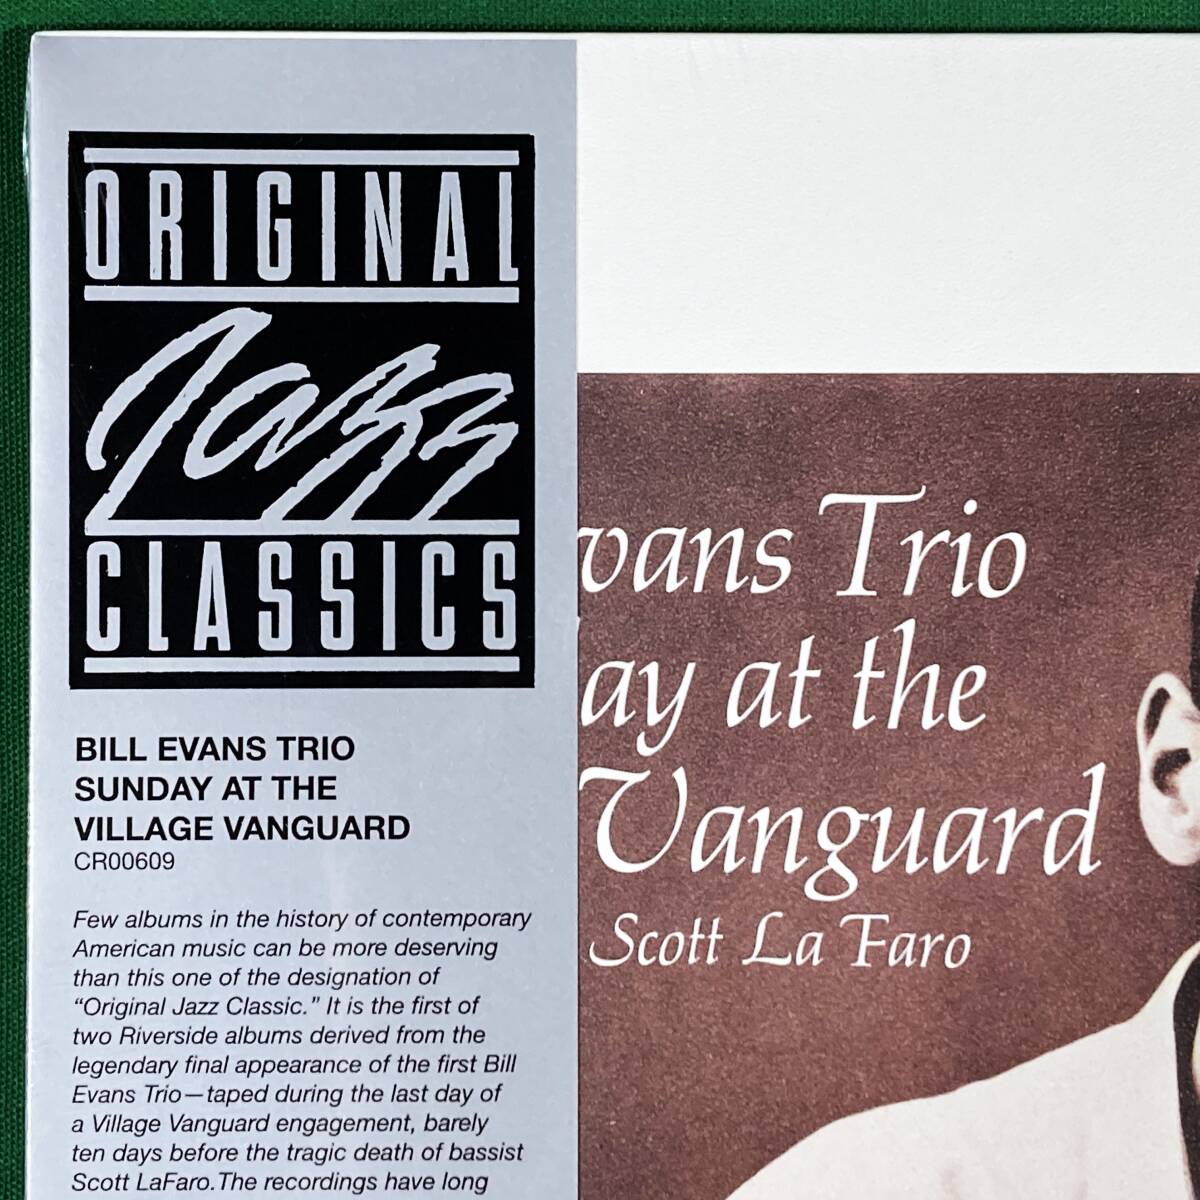 ORIGINAL
Jazz
CLASSICS
BILL EVANS TRIO
SUNDAY AT THE
VILLAGE VANGUARD
CR00609
Few albums in the history of contemporary
American music can be more deserving
than this one of the designation of
“Original Jazz Classic.” It is the first of
two Riverside albums derived from the
legendary final appearance of the first Bill
Evans Trio—taped during the last day of
a Village Vanguard engagement, barely
ten days before the tragic death of bassist
Scott LaFaro. The recordings have long
vans Trio
ay at the
Vanguard
Scott La Faro